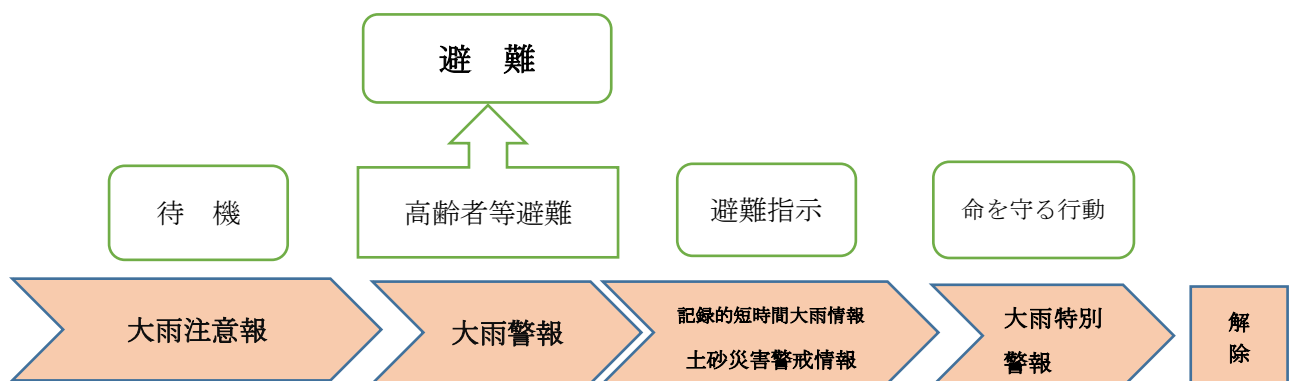 避　難
待　機
高齢者等避難
避難指示
命を守る行動
大雨注意報
大雨警報
記録的短時間大雨情報
土砂災害警戒情報
大雨特別
警報
解
除